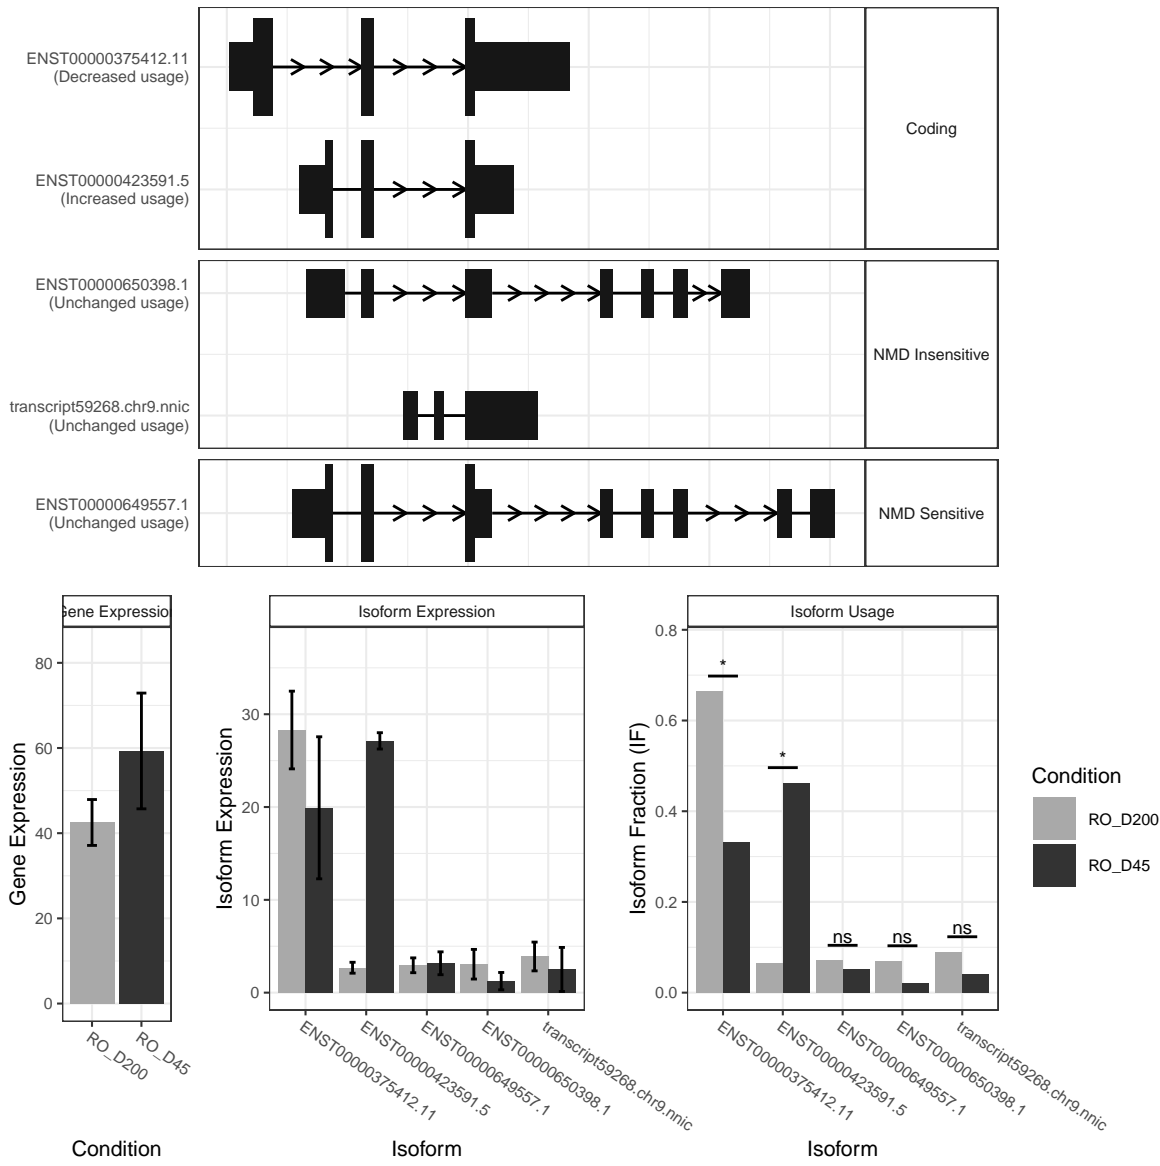 ENST00000375412.11
(Decreased usage)
Coding
ENST00000423591.5
(Increased usage)
ENST00000650398.1
(Unchanged usage)
NMD Insensitive
transcript59268.chr9.nnic
(Unchanged usage)
ENST00000649557.1
(Unchanged usage)
NMD Sensitive
Gene Expression
80
60
40
20
0
Gene Expression
RO_D200
RO_D45
Condition
Isoform Expression
30
20
10
0
Isoform Expression
ENST00000375412.11
ENST00000423591.5
ENST00000649557.1
ENST00000650398.1
transcript59268.chr9.nnic
Isoform
Isoform Usage
0.8
0.6
0.4
0.2
0.0
Isoform Fraction (IF)
*
*
ns
ns
ns
ENST00000375412.11
ENST00000423591.5
ENST00000649557.1
ENST00000650398.1
transcript59268.chr9.nnic
Isoform
Condition
RO_D200
RO_D45